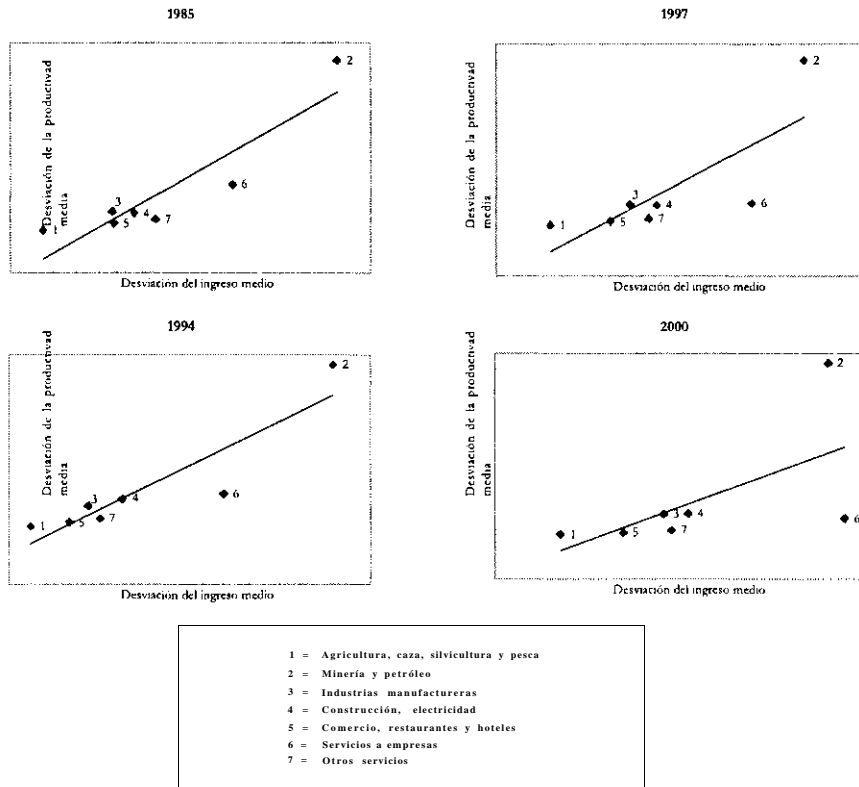 1985
Desviación de la productivad
media
2
6
3
4
5
7
1
Desviación del ingreso medio
1997
Desviación de la productivad
media
2
3
4
6
1
5
7
Desviación del ingreso medio
1994
Desviación de la productivad
media
2
6
3
4
1
5
7
Desviación del ingreso medio
2000
Desviación de la productivad
media
2
3
4
6
1
5
7
Desviación del ingreso medio
1 = Agricultura, caza, silvicultura y pesca
2 = Minería y petróleo
3 = Industrias manufactureras
4 = Construcción, electricidad
5 = Comercio, restaurantes y hoteles
6 = Servicios a empresas
7 = Otros servicios